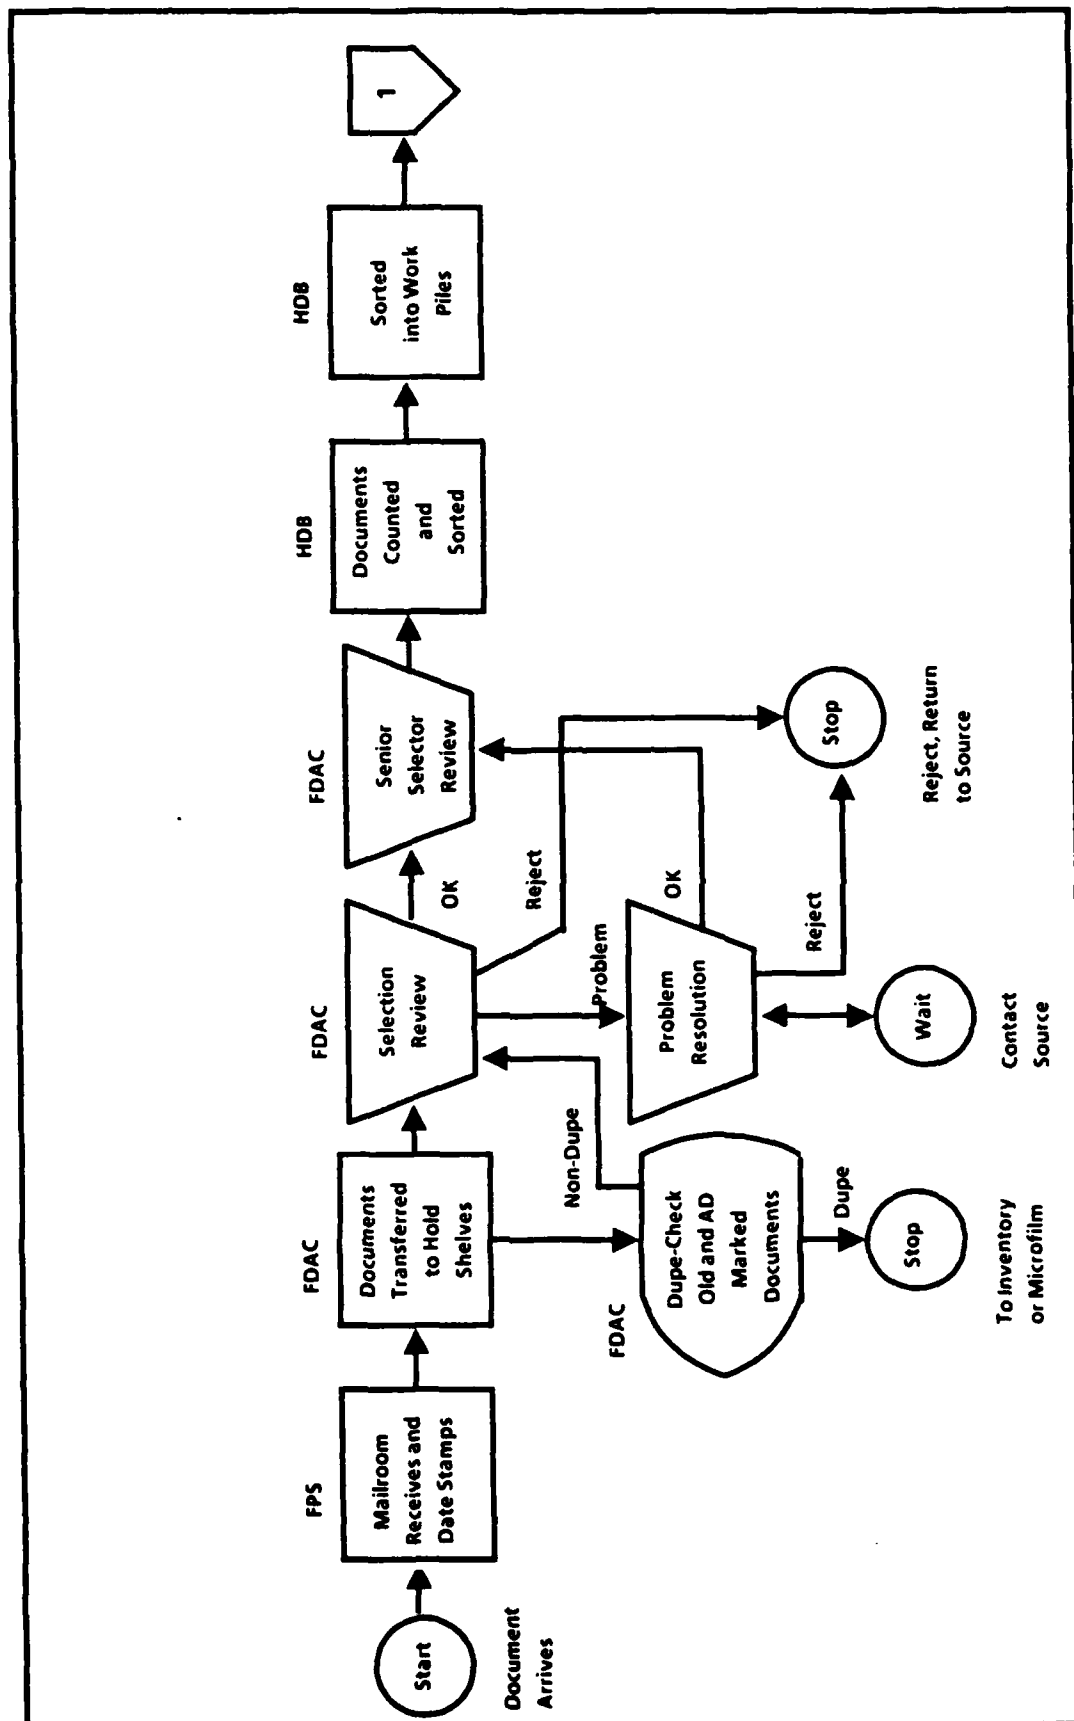 Start
Document
Arrives
FPS
Mailroom
Receives and
Date Stamps
FDAC
Documents
Transferred
to Hold
Shelves
FDAC
Selection
Review
OK
FDAC
Senior
Selector
Review
HDB
Documents
Counted
and
Sorted
HDB
Sorted
into Work
Piles
1
Non-Dupe
Problem
Reject
FDAC
Dupe-Check
Old and AD
Marked
Documents
Dupe
Stop
To Inventory
or Microfilm
Problem
Resolution
OK
Reject
Wait
Contact
Source
Stop
Reject, Return
to Source